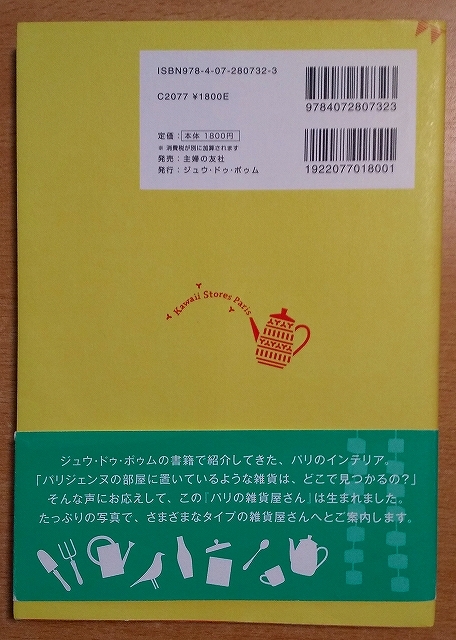 ISBN978-4-07-280732-3
C2077 ¥1800E
9784072807323
定価：本体 1800円
※ 消費税が別に加算されます
発売：主婦の友社
発行：ジュウ・ドゥ・ポゥム
1922077018001
Kawaii Stores Paris
ジュウ・ドゥ・ポゥムの書籍で紹介してきた、パリのインテリア。
「パリジェンヌの部屋に置いているような雑貨は、どこで見つかるの？」
そんな声にお応えして、この『パリの雑貨屋さん』は生まれました。
たっぷりの写真で、さまざまなタイプの雑貨屋さんへとご案内します。